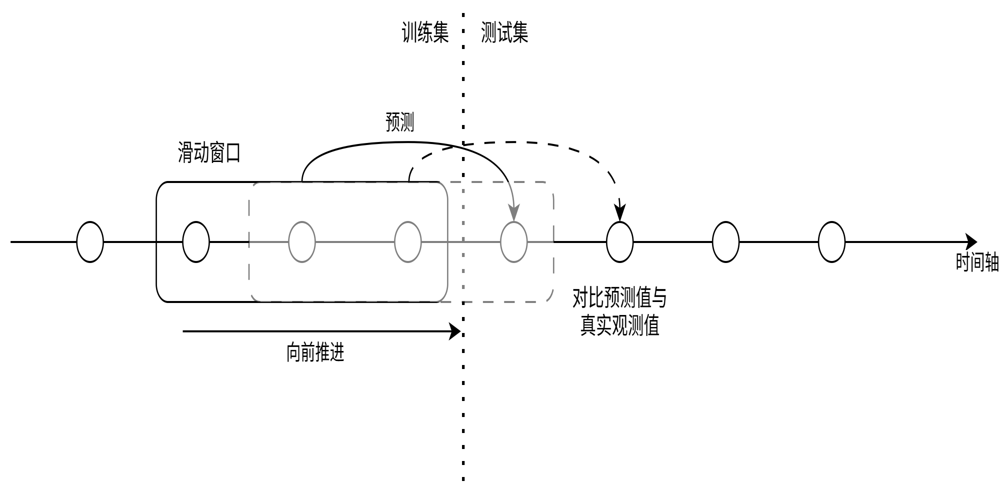 训练集
测试集
预测
滑动窗口
时间轴
对比预测值与
真实观测值
向前推进